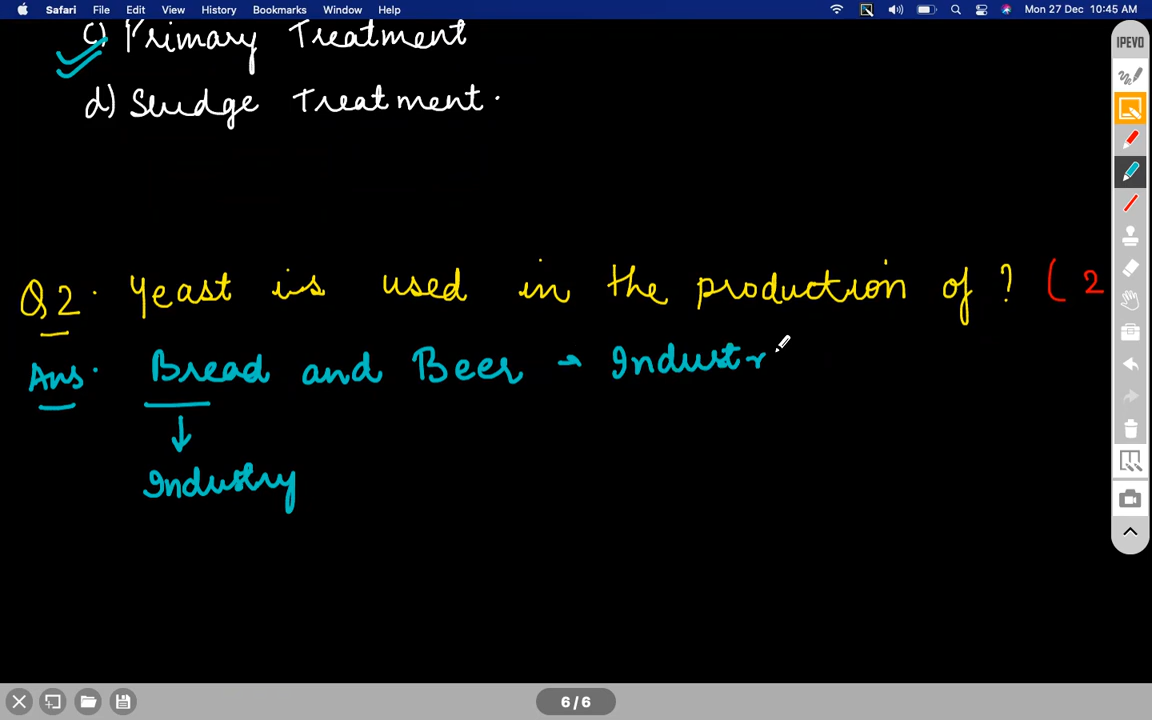 Safari File Edit View History Bookmarks Window Help Mon 27 Dec 10:45 AM
IPEVO
c) Primary Treatment
d) Sludge Treatment.
Q2. Yeast is used in the production of ? ( 2
Ans. Bread and Beer → Industr
↓
Industry
6/6